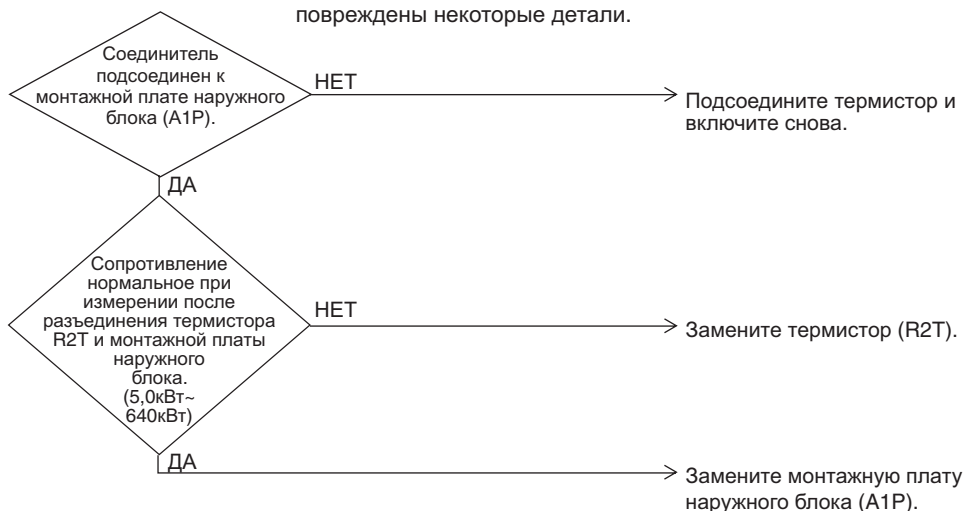 повреждены некоторые детали.
Соединитель
подсоединен к
монтажной плате наружного
блока (A1P).
НЕТ
Подсоедините термистор и
включите снова.
ДА
Сопротивление
нормальное при
измерении после
разъединения термистора
R2T и монтажной платы
наружного
блока.
(5,0кВт~
640кВт)
НЕТ
Замените термистор (R2T).
ДА
Замените монтажную плату
наружного блока (A1P).